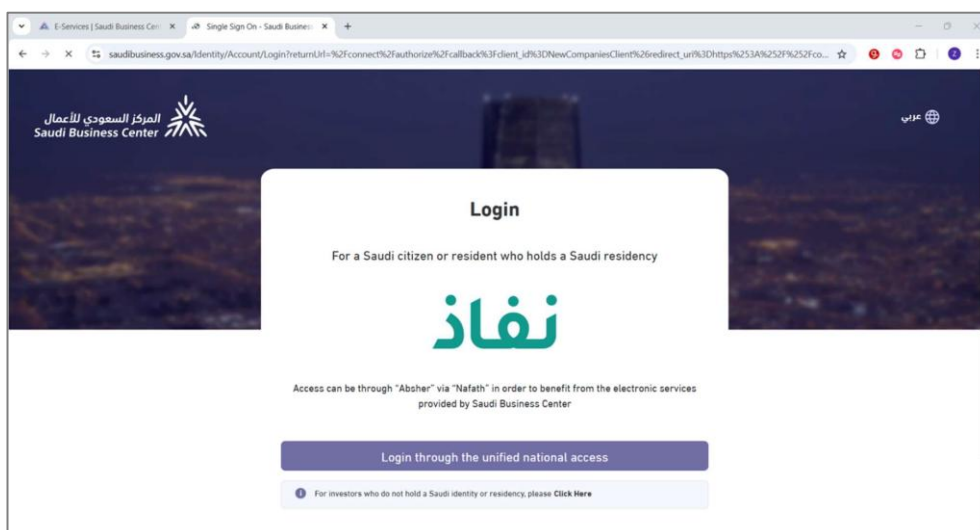 E-Services | Saudi Business Cen
Single Sign On - Saudi Business
saudibusiness.gov.sa/Identity/Account/Login?returnUrl=%2Fconnect%2Fauthorize%2Fcallback%3Fclient_id%3DNewCompaniesClient%26redirect_uri%3Dhttps%253A%252F%252Fco...
Z
المركز السعودي للأعمال
Saudi Business Center
عربي
Login
For a Saudi citizen or resident who holds a Saudi residency
نفاذ
Access can be through "Absher" via "Nafath" in order to benefit from the electronic services
provided by Saudi Business Center
Login through the unified national access
For investors who do not hold a Saudi identity or residency, please Click Here